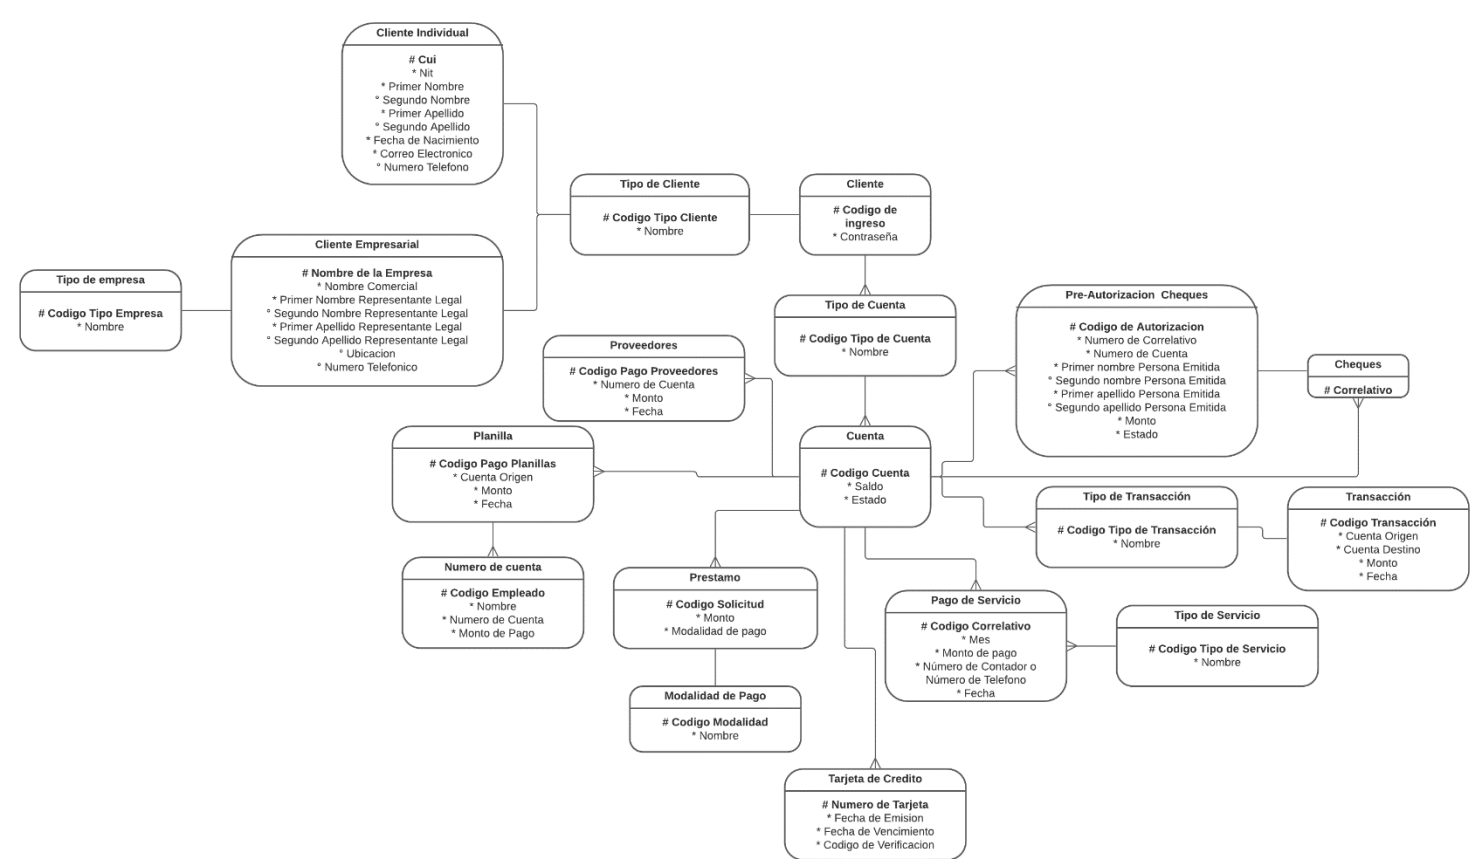 Cliente Individual
# Cui
* Nit
* Primer Nombre
° Segundo Nombre
* Primer Apellido
° Segundo Apellido
* Fecha de Nacimiento
* Correo Electronico
° Numero Telefono
Tipo de Cliente
# Codigo Tipo Cliente
* Nombre
Cliente
# Codigo de
ingreso
* Contraseña
Cliente Empresarial
# Nombre de la Empresa
* Nombre Comercial
* Primer Nombre Representante Legal
° Segundo Nombre Representante Legal
* Primer Apellido Representante Legal
° Segundo Apellido Representante Legal
° Ubicacion
° Numero Telefonico
Tipo de empresa
# Codigo Tipo Empresa
* Nombre
Tipo de Cuenta
# Codigo Tipo de Cuenta
* Nombre
Pre-Autorizacion Cheques
# Codigo de Autorizacion
* Numero de Correlativo
* Numero de Cuenta
* Primer nombre Persona Emitida
° Segundo nombre Persona Emitida
* Primer apellido Persona Emitida
° Segundo apellido Persona Emitida
* Monto
* Estado
Cheques
# Correlativo
Proveedores
# Codigo Pago Proveedores
* Numero de Cuenta
* Monto
* Fecha
Planilla
# Codigo Pago Planillas
* Cuenta Origen
* Monto
* Fecha
Cuenta
# Codigo Cuenta
* Saldo
* Estado
Tipo de Transacción
# Codigo Tipo de Transacción
* Nombre
Transacción
# Codigo Transacción
* Cuenta Origen
* Cuenta Destino
* Monto
* Fecha
Numero de cuenta
# Codigo Empleado
* Nombre
* Numero de Cuenta
* Monto de Pago
Prestamo
# Codigo Solicitud
* Monto
* Modalidad de pago
Pago de Servicio
# Codigo Correlativo
* Mes
* Monto de pago
* Número de Contador o
Número de Telefono
* Fecha
Tipo de Servicio
# Codigo Tipo de Servicio
* Nombre
Modalidad de Pago
# Codigo Modalidad
* Nombre
Tarjeta de Credito
# Numero de Tarjeta
* Fecha de Emision
* Fecha de Vencimiento
* Codigo de Verificacion